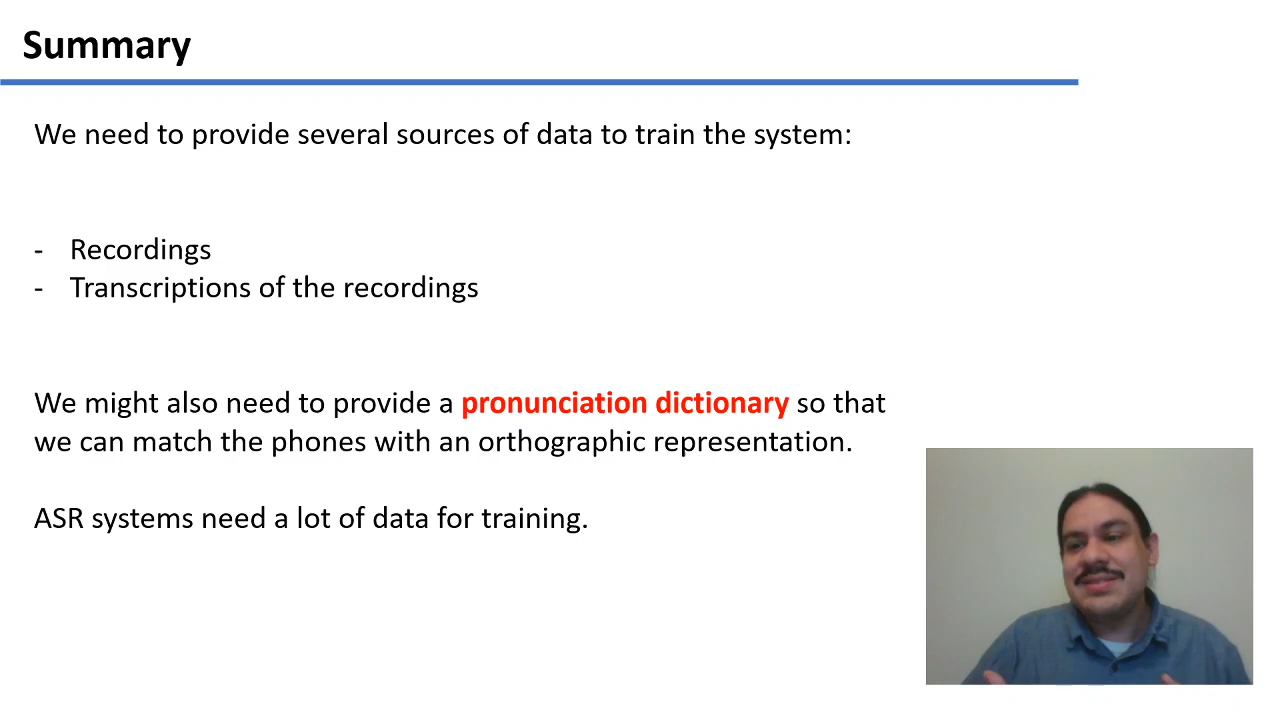 Summary
We need to provide several sources of data to train the system:
- Recordings
- Transcriptions of the recordings
We might also need to provide a pronunciation dictionary so that
we can match the phones with an orthographic representation.
ASR systems need a lot of data for training.